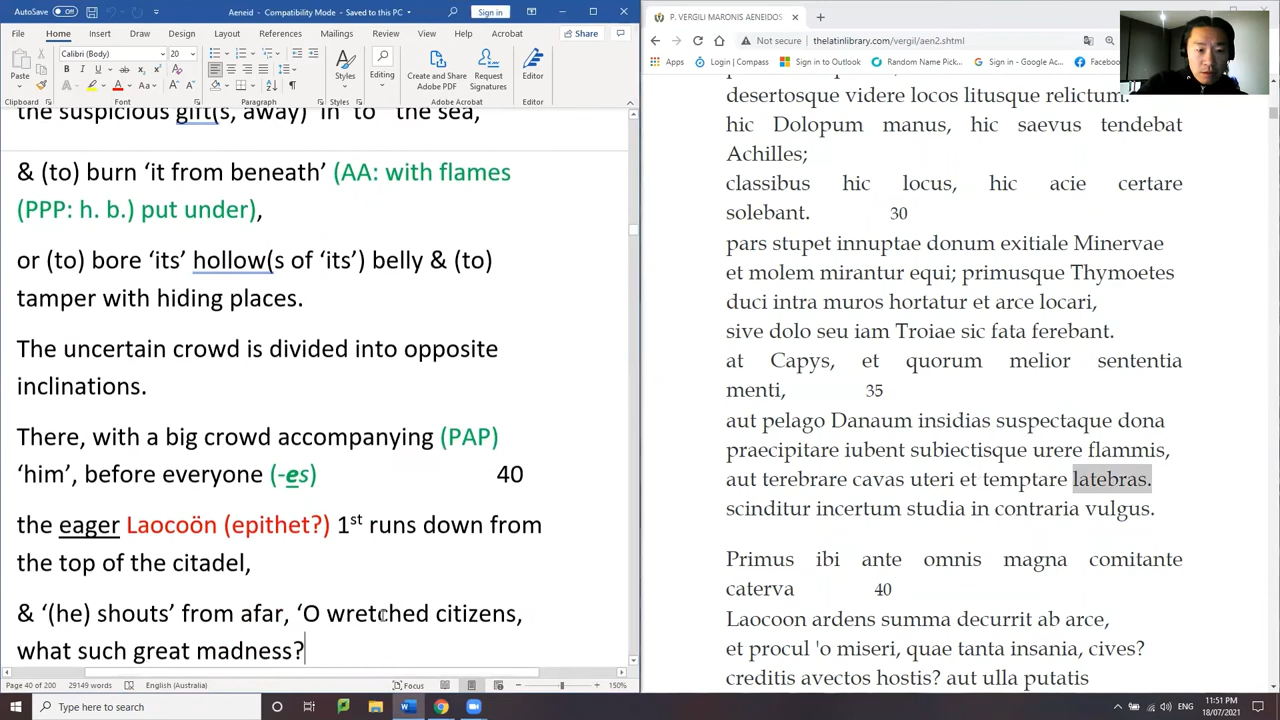 AutoSave Off Aeneid - Compatibility Mode • Saved to this PC Sign in
File Home Insert Draw Design Layout References Mailings Review View Help Acrobat Share
Calibri (Body) 20
Paste Styles Editing Create and Share Adobe PDF Request Signatures Editor
Clipboard Font Paragraph Styles Adobe Acrobat Editor
the suspicious gift(s, away) ‘in’ to ‘’ the sea,
& (to) burn ‘it from beneath’ (AA: with flames
(PPP: h. b.) put under),
or (to) bore ‘its’ hollow(s of ‘its’) belly & (to)
tamper with hiding places.
The uncertain crowd is divided into opposite
inclinations.
There, with a big crowd accompanying (PAP)
‘him’, before everyone (-es) 40
the eager Laocoön (epithet?) 1st runs down from
the top of the citadel,
& ‘(he) shouts’ from afar, ‘O wretched citizens,
what such great madness?
Page 40 of 200 29149 words English (Australia) Focus 150%
P. VERGILI MARONIS AENEIDOS
Not secure thelatinlibrary.com/vergil/aen2.shtml
Apps Login | Compass Sign in to Outlook Random Name Pick... Sign in - Google Ac... Facebook
desertosque videre locos litusque relictum:
hic Dolopum manus, hic saevus tendebat
Achilles;
classibus hic locus, hic acie certare
solebant. 30
pars stupet innuptae donum exitiale Minervae
et molem mirantur equi; primusque Thymoetes
duci intra muros hortatur et arce locari,
sive dolo seu iam Troiae sic fata ferebant.
at Capys, et quorum melior sententia
menti, 35
aut pelago Danaum insidias suspectaque dona
praecipitare iubent subiectisque urere flammis,
aut terebrare cavas uteri et temptare latebras.
scinditur incertum studia in contraria vulgus.
Primus ibi ante omnis magna comitante
caterva 40
Laocoon ardens summa decurrit ab arce,
et procul 'o miseri, quae tanta insania, cives?
creditis avectos hostis? aut ulla putatis
Type here to search
ENG 11:51 PM
18/07/2021